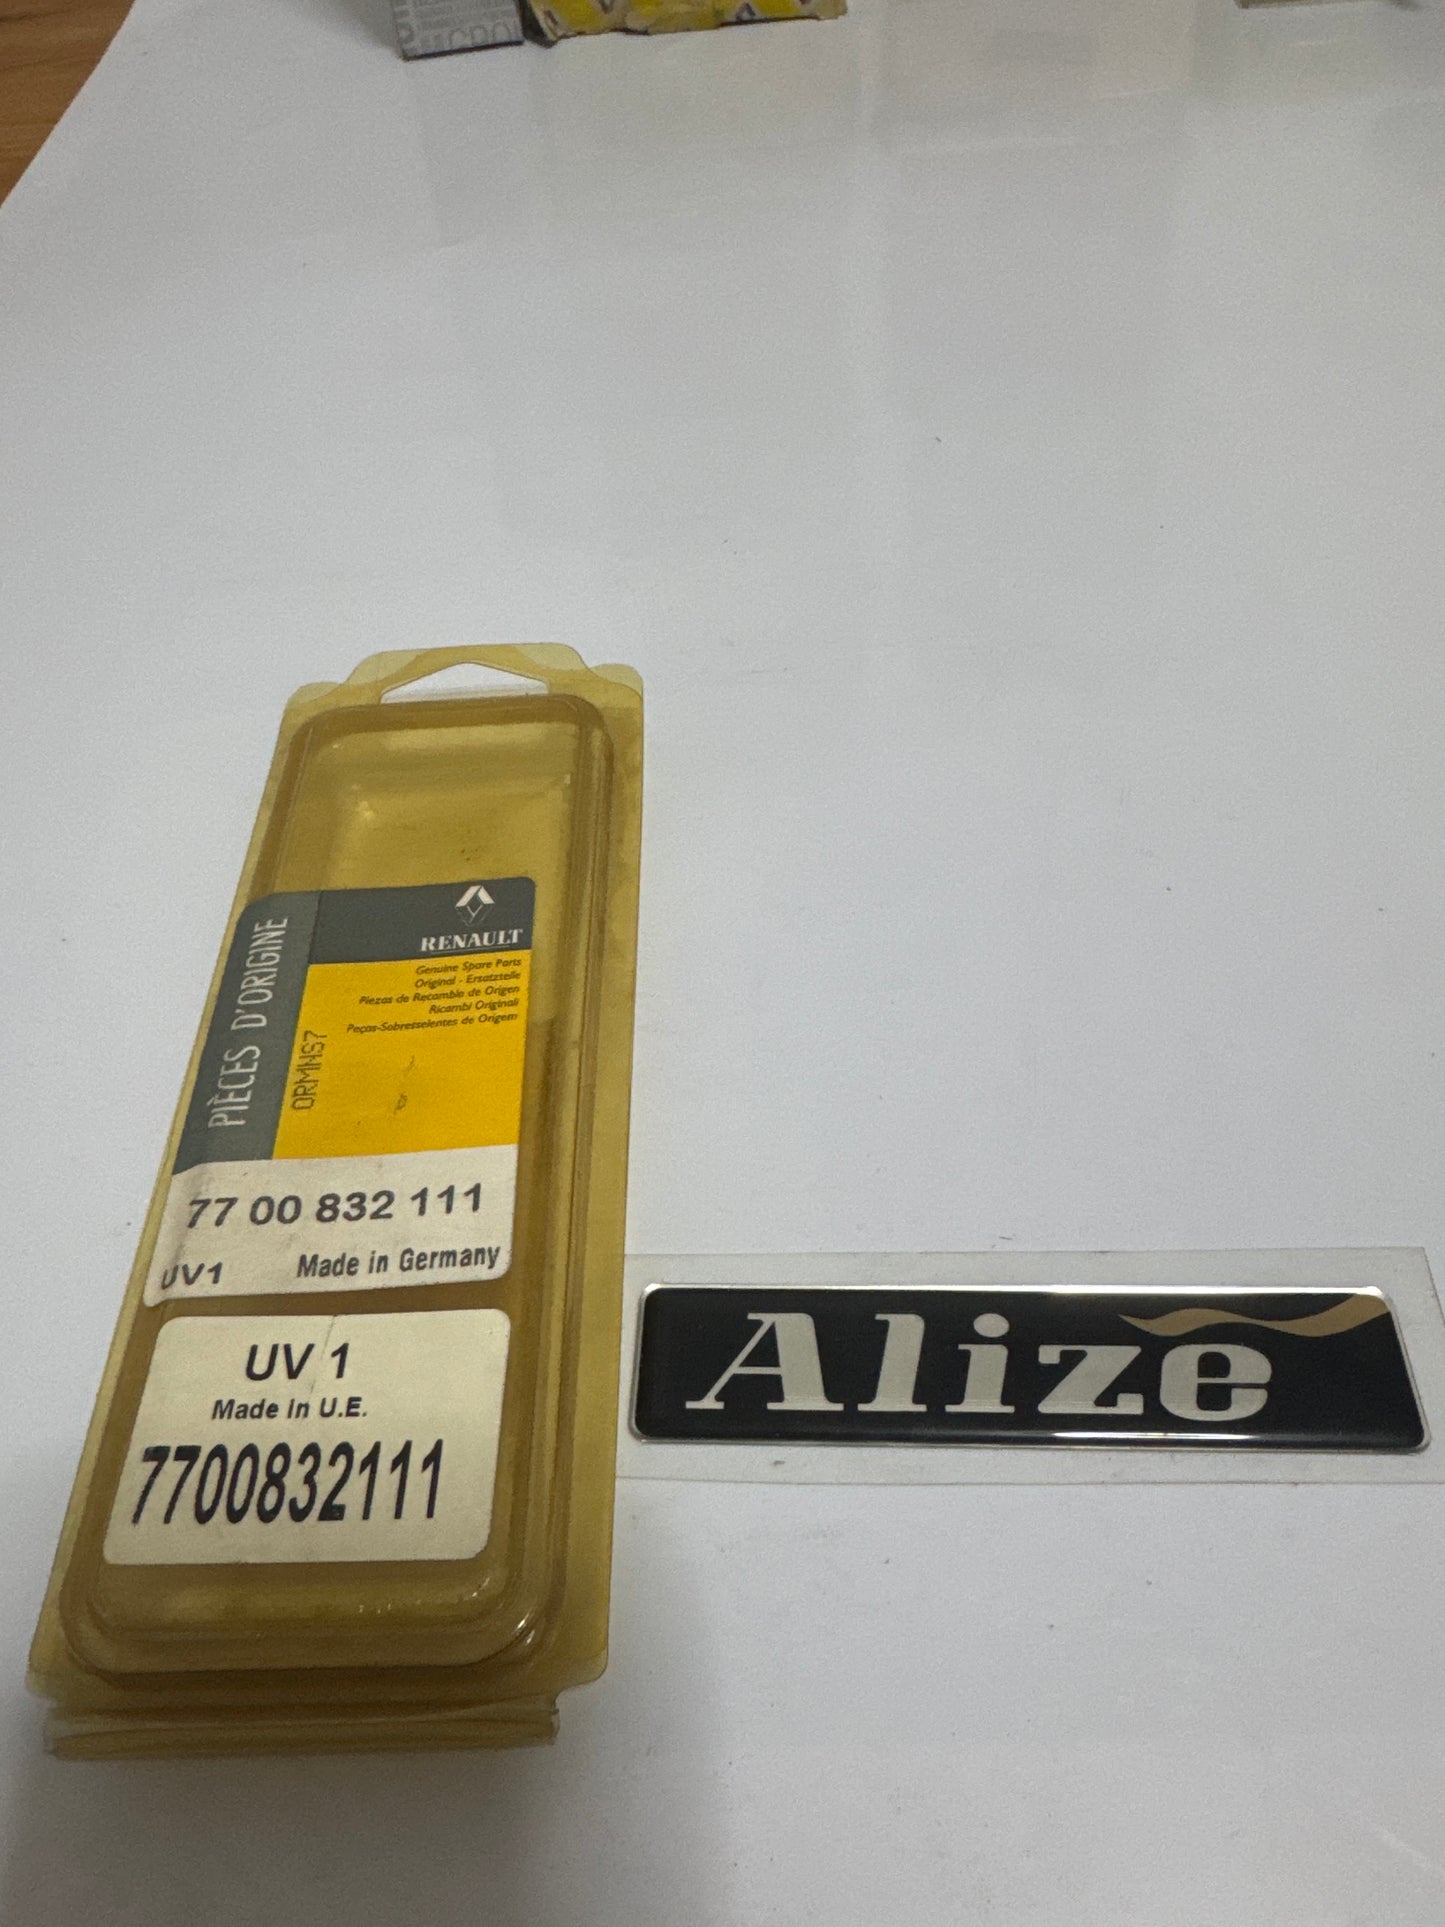 RENAULT
PIÈCES D'ORIGINE
Genuine Spare Parts
Original - Ersatzteile
Piezas de Recambio de Origen
Ricambi Originali
Peças-Sobresselentes de Origem
77 00 832 111
UV1 Made in Germany
UV 1
Made in U.E.
7700832111
Alize